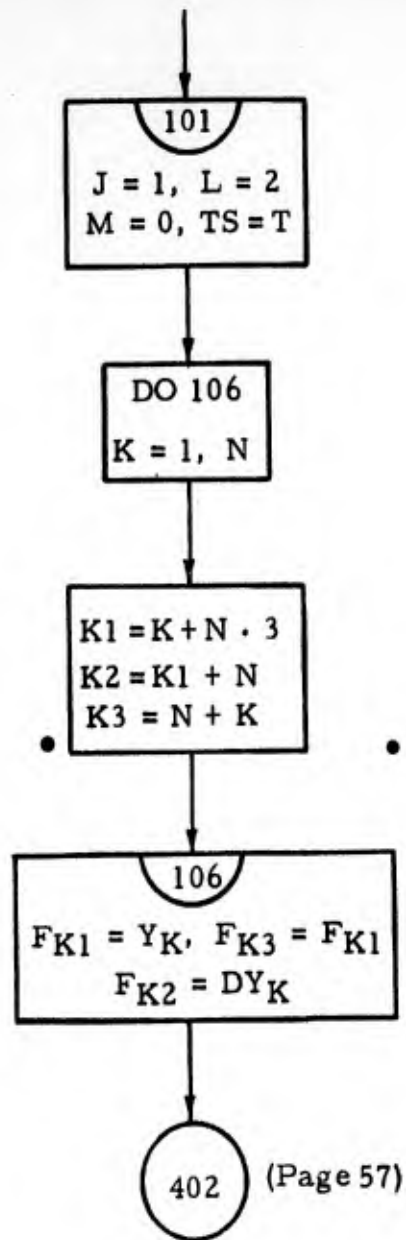 101
J = 1, L = 2
M = 0, TS = T
DO 106
K = 1, N
K1 = K + N . 3
K2 = K1 + N
K3 = N + K
106
FK1 = YK, FK3 = FK1
FK2 = DYK
402 (Page 57)